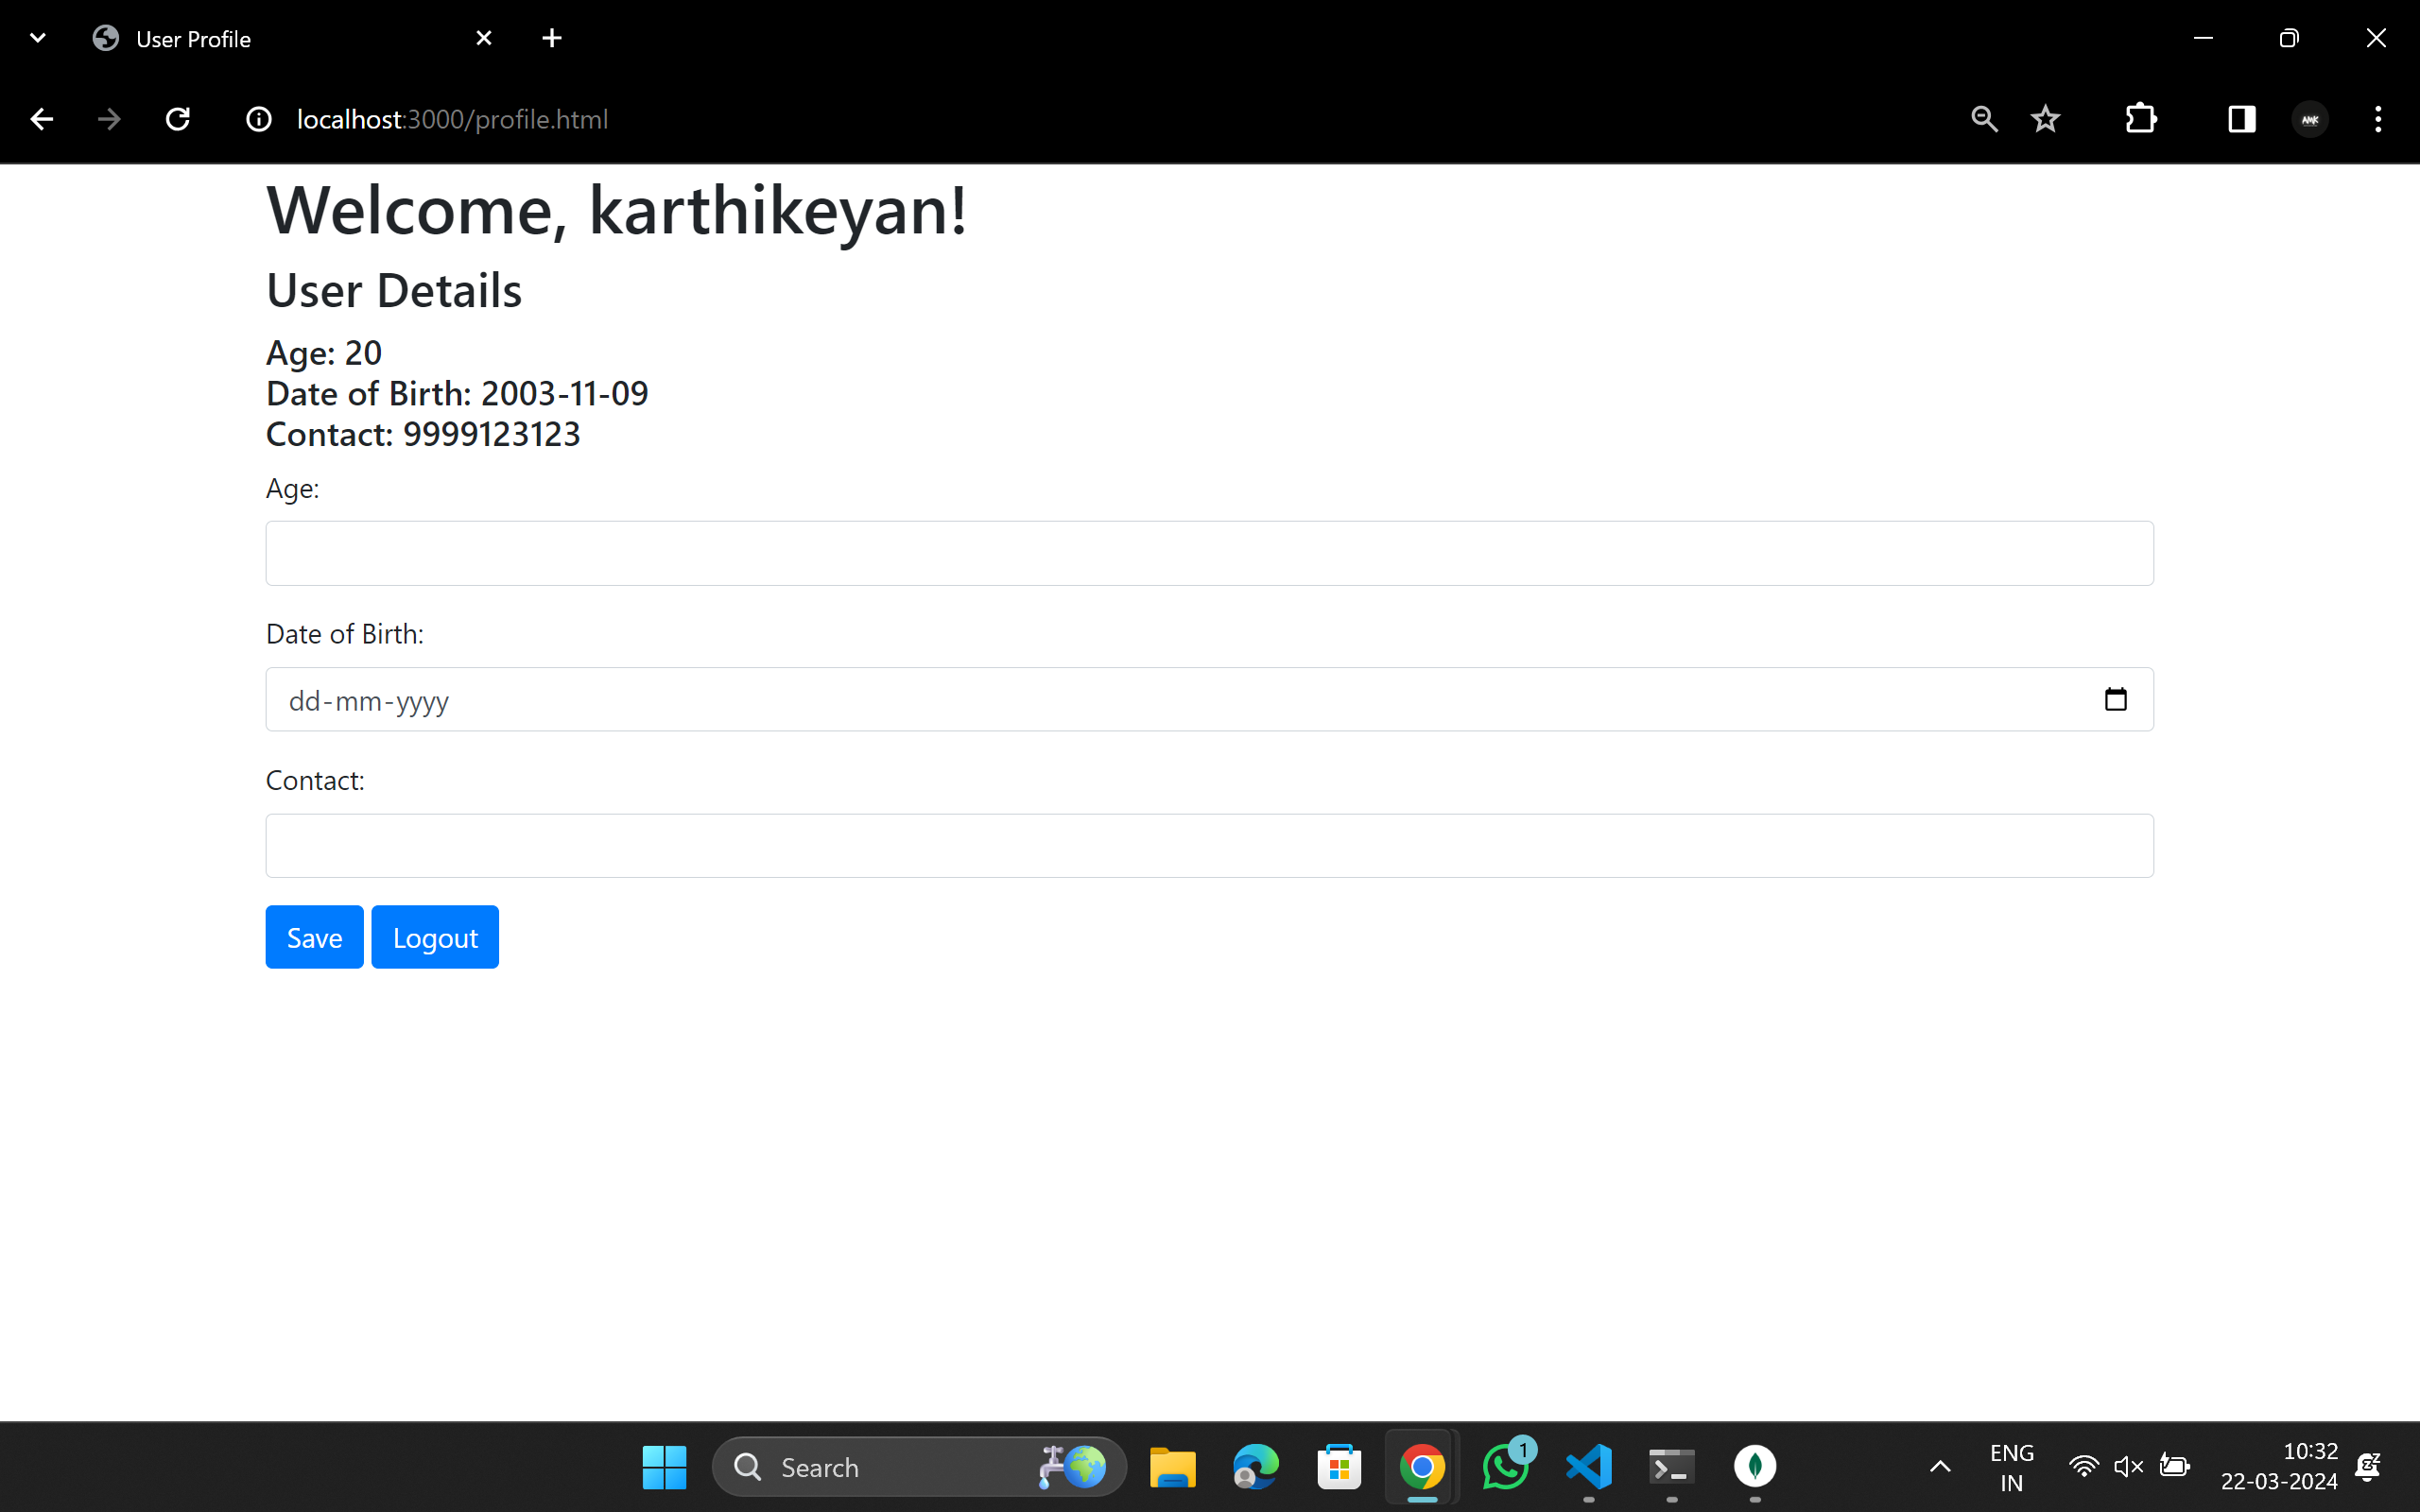 User Profile
localhost:3000/profile.html
Welcome, karthikeyan!
User Details
Age: 20
Date of Birth: 2003-11-09
Contact: 9999123123
Age:
Date of Birth:
dd-mm-yyyy
Contact:
Save Logout
Search
1
ENG
IN
10:32
22-03-2024